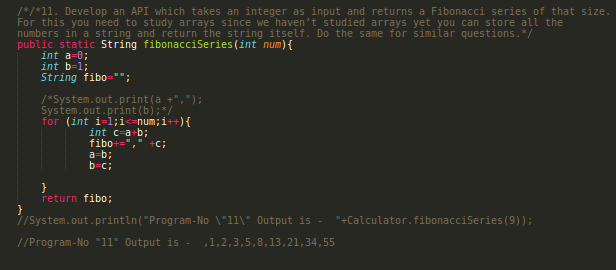 /*/*11. Develop an API which takes an integer as input and returns a Fibonacci series of that size.
For this you need to study arrays since we haven't studied arrays yet you can store all the
numbers in a string and return the string itself. Do the same for similar questions.*/
public static String fibonacciSeries(int num){
int a=0;
int b=1;
String fibo="";
/*System.out.print(a +",");
System.out.print(b);*/
for (int i=1;i<=num;i++){
int c=a+b;
fibo+="," +c;
a=b;
b=c;
}
return fibo;
}
//System.out.println("Program-No \"11\" Output is -  "+Calculator.fibonacciSeries(9));
//Program-No "11" Output is -  ,1,2,3,5,8,13,21,34,55